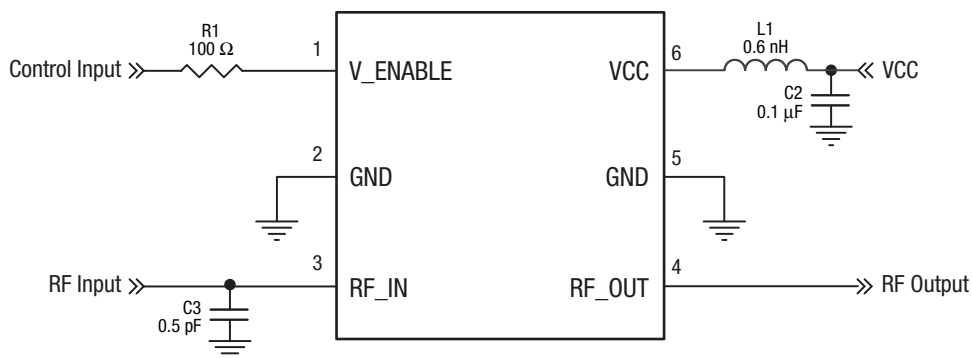 R1
100 Ω
Control Input
1
V_ENABLE
VCC
6
L1
0.6 nH
VCC
C2
0.1 μF
2
GND
GND
5
RF Input
3
RF_IN
RF_OUT
4
RF Output
C3
0.5 pF